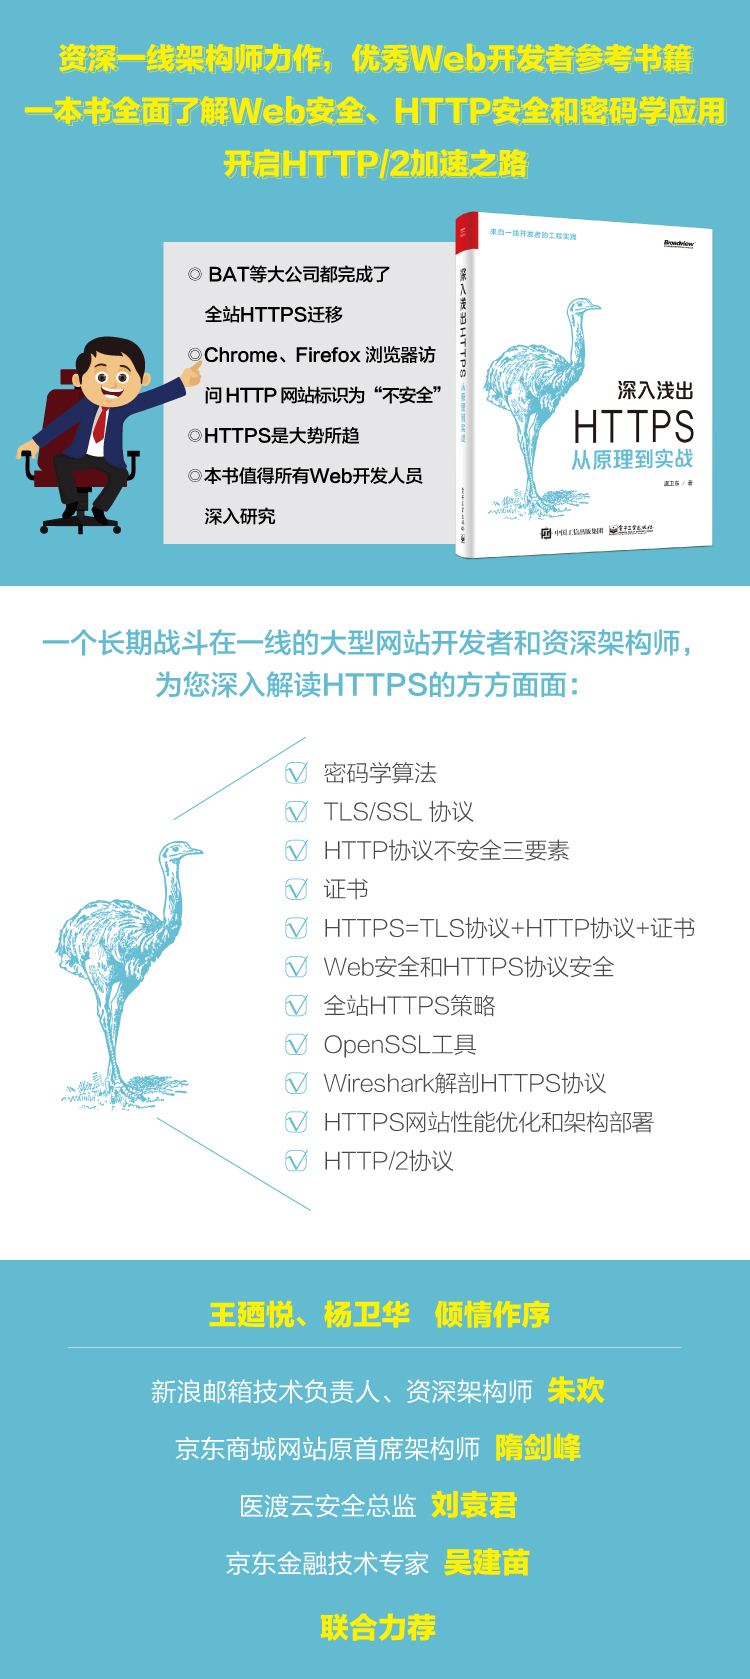 资深一线架构师力作，优秀Web开发者参考书籍
一本书全面了解Web安全、HTTP安全和密码学应用
开启HTTP/2加速之路
◎ BAT等大公司都完成了
全站HTTPS迁移
◎Chrome、Firefox 浏览器访
问 HTTP 网站标识为“不安全”
◎HTTPS是大势所趋
◎本书值得所有Web开发人员
深入研究
深入浅出HTTPS 从原理到实战
来自一线开发者的工程实践
Broadview
深入浅出
HTTPS
从原理到实战
虞卫东 / 著
中国工信出版集团 电子工业出版社
一个长期战斗在一线的大型网站开发者和资深架构师，
为您深入解读HTTPS的方方面面：
密码学算法
TLS/SSL 协议
HTTP协议不安全三要素
证书
HTTPS=TLS协议+HTTP协议+证书
Web安全和HTTPS协议安全
全站HTTPS策略
OpenSSL工具
Wireshark解剖HTTPS协议
HTTPS网站性能优化和架构部署
HTTP/2协议
王廼悦、杨卫华 倾情作序
新浪邮箱技术负责人、资深架构师 朱欢
京东商城网站原首席架构师 隋剑峰
医渡云安全总监 刘袁君
京东金融技术专家 吴建苗
联合力荐